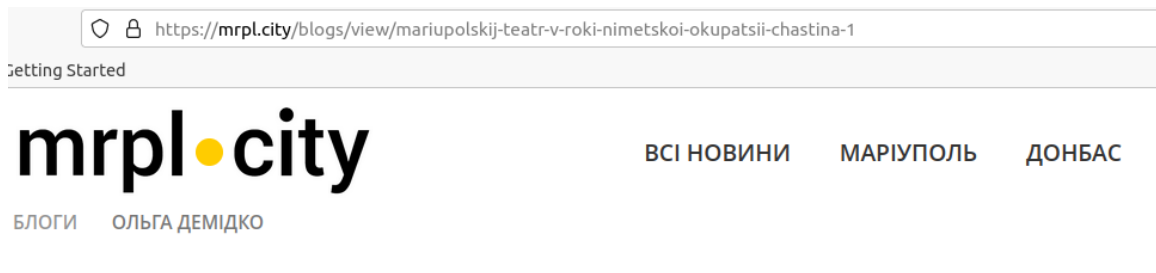 https://mrpl.city/blogs/view/mariupolskij-teatr-v-roki-nimetskoi-okupatsii-chastina-1
Getting Started
mrpl•city ВСІ НОВИНИ МАРІУПОЛЬ ДОНБАС
БЛОГИ ОЛЬГА ДЕМІДКО